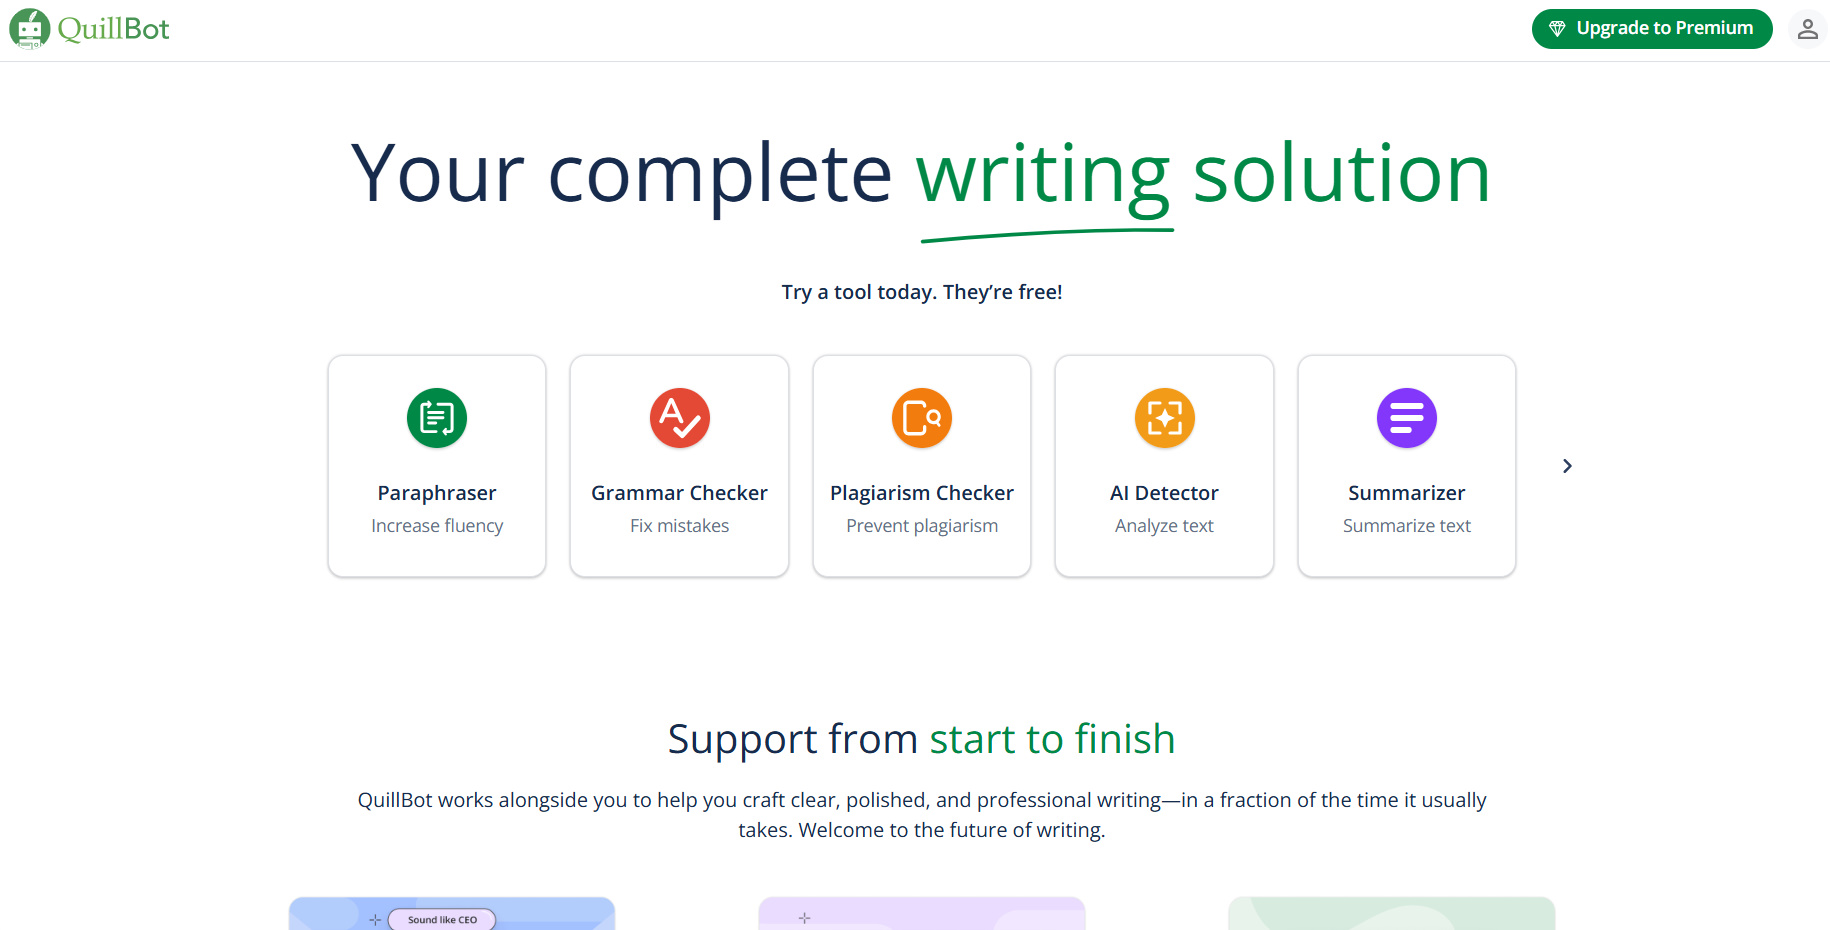 QuillBot
Upgrade to Premium
Your complete writing solution
Try a tool today. They’re free!
Paraphraser
Increase fluency
Grammar Checker
Fix mistakes
Plagiarism Checker
Prevent plagiarism
AI Detector
Analyze text
Summarizer
Summarize text
Support from start to finish
QuillBot works alongside you to help you craft clear, polished, and professional writing—in a fraction of the time it usually
takes. Welcome to the future of writing.
Sound like CEO